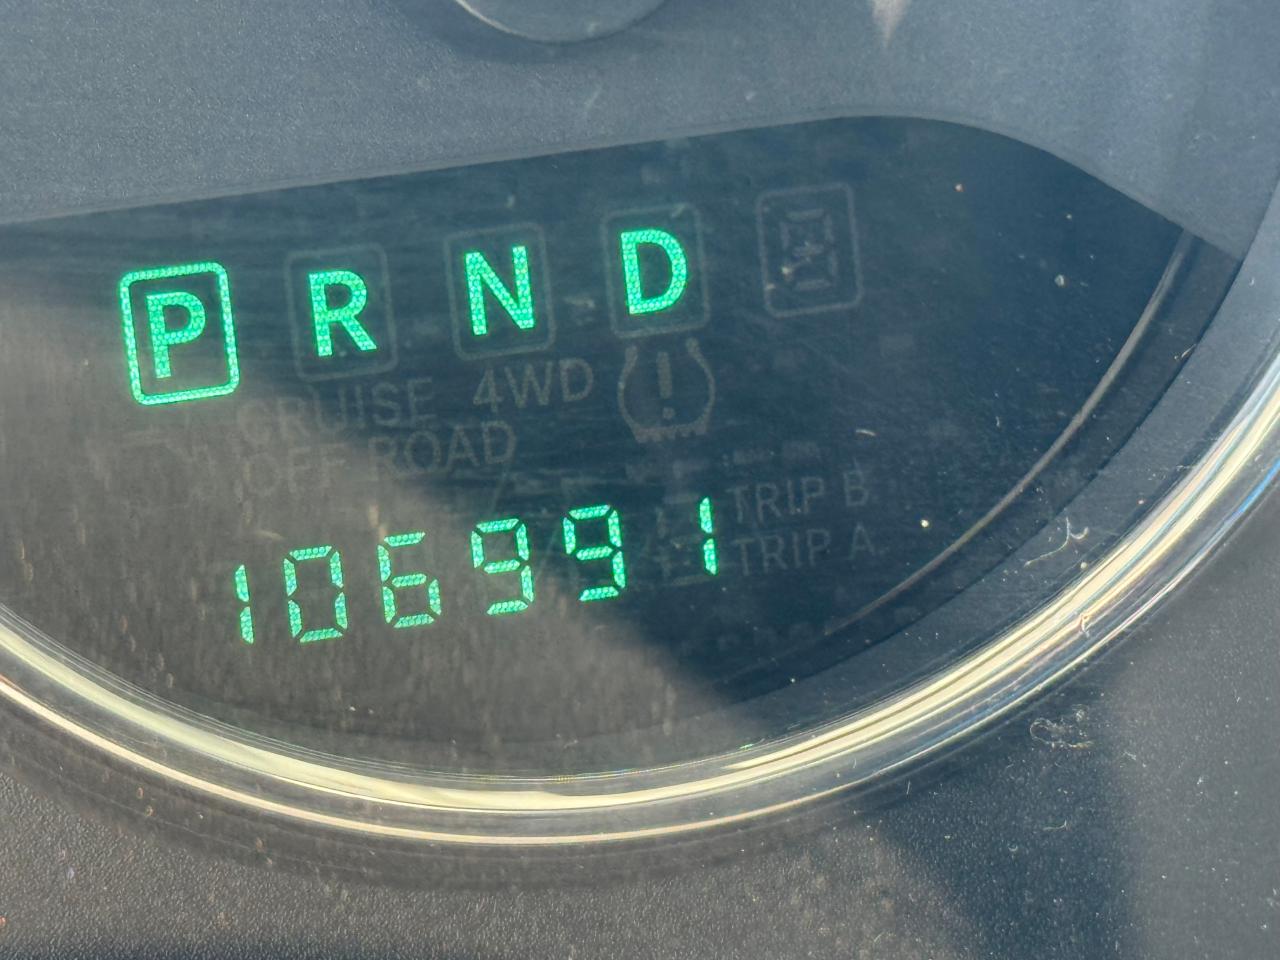 P R N D
CRUISE 4WD
OFF ROAD
TRIP B
106991
TRIP A